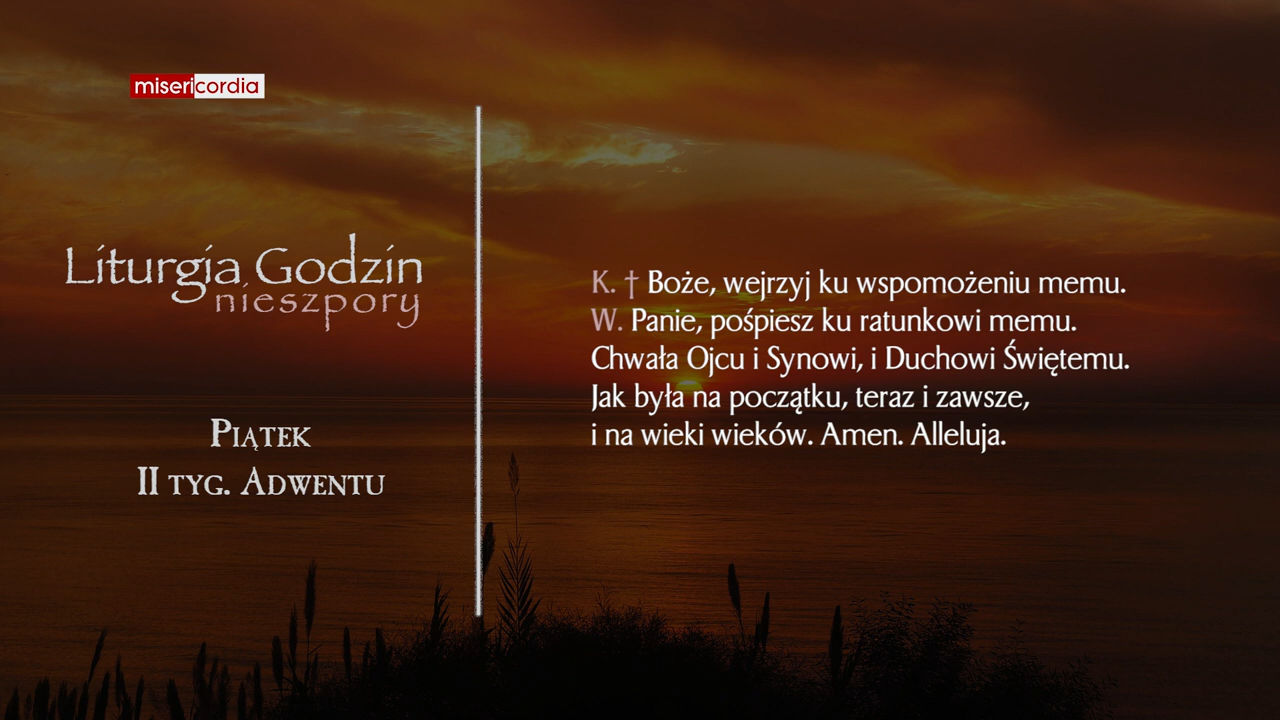 misericordia
Liturgia Godzin
nieszpory
Piątek
II tyg. Adwentu
K. † Boże, wejrzyj ku wspomożeniu memu.
W. Panie, pośpiesz ku ratunkowi memu.
Chwała Ojcu i Synowi, i Duchowi Świętemu.
Jak była na początku, teraz i zawsze,
i na wieki wieków. Amen. Alleluja.